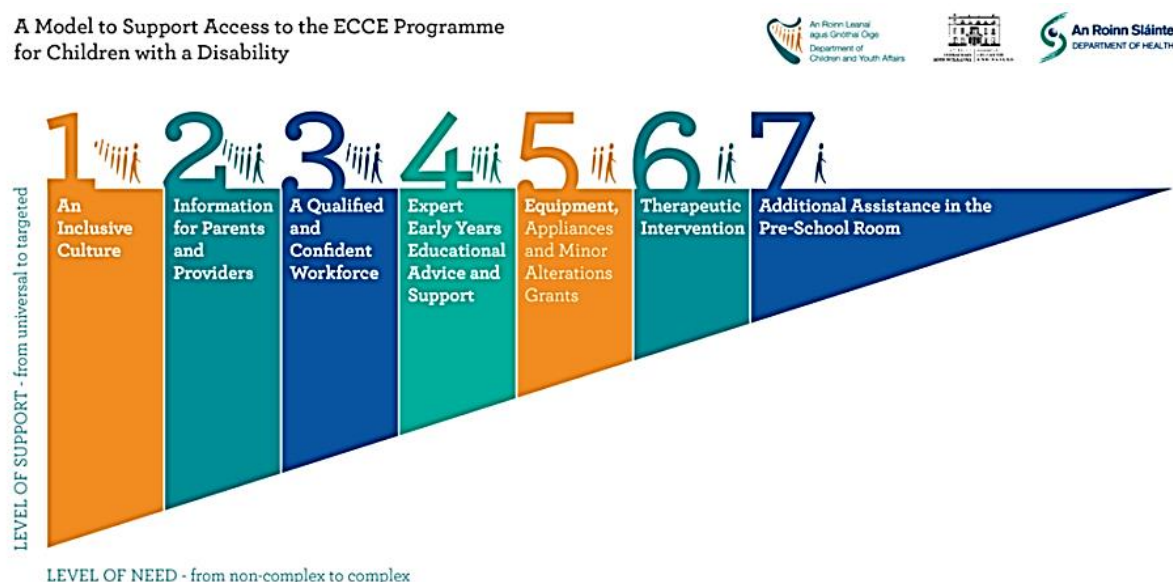 A Model to Support Access to the ECCE Programme
for Children with a Disability
An Roinn Leanaí
agus Gnóthaí Óige
Department of
Children and Youth Affairs
An Roinn Sláinte
DEPARTMENT OF HEALTH
1
An
Inclusive
Culture
2
Information
for Parents
and
Providers
3
A Qualified
and
Confident
Workforce
4
Expert
Early Years
Educational
Advice and
Support
5
Equipment,
Appliances
and Minor
Alterations
Grants
6
Therapeutic
Intervention
7
Additional Assistance in the
Pre-School Room
LEVEL OF SUPPORT - from universal to targeted
LEVEL OF NEED - from non-complex to complex